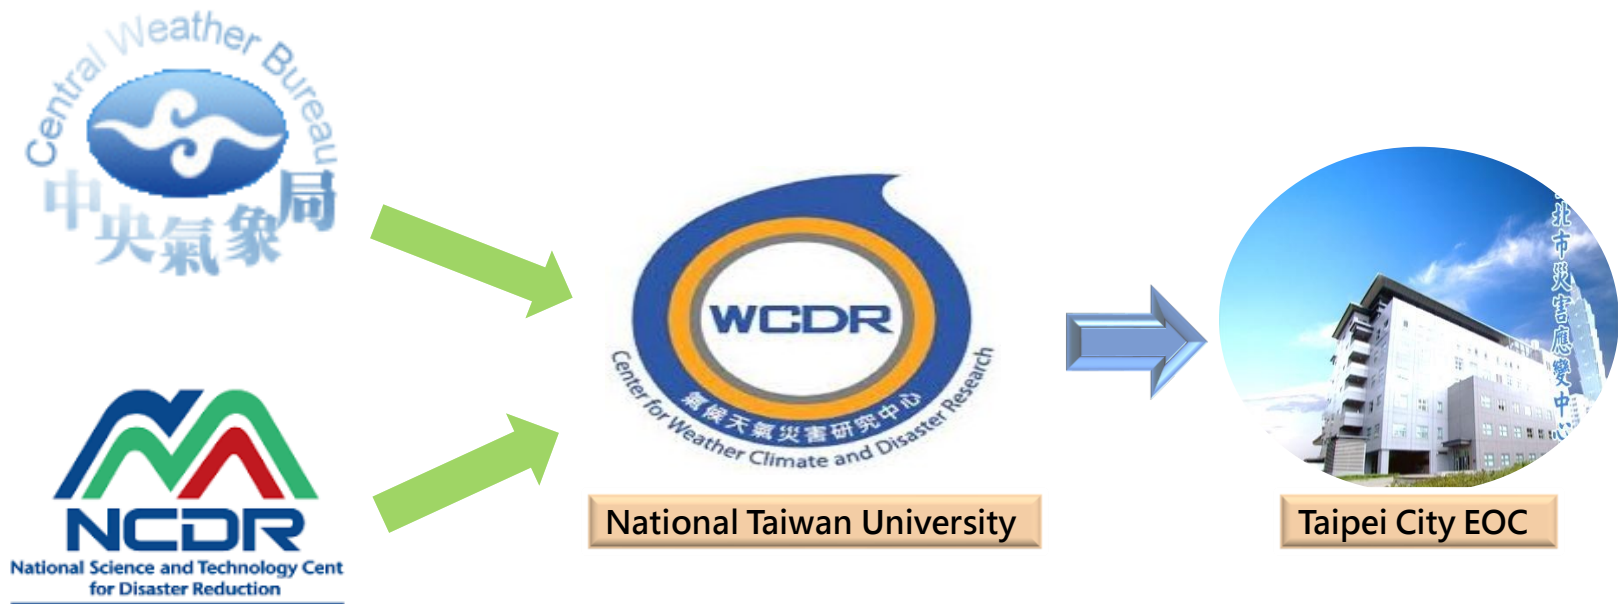 Central Weather Bureau
中央氣象局
NCDR
National Science and Technology Cent
for Disaster Reduction
WCDR
氣候天氣災害研究中心
Center for Weather Climate and Disaster Research
National Taiwan University
北市災害應變中心
Taipei City EOC